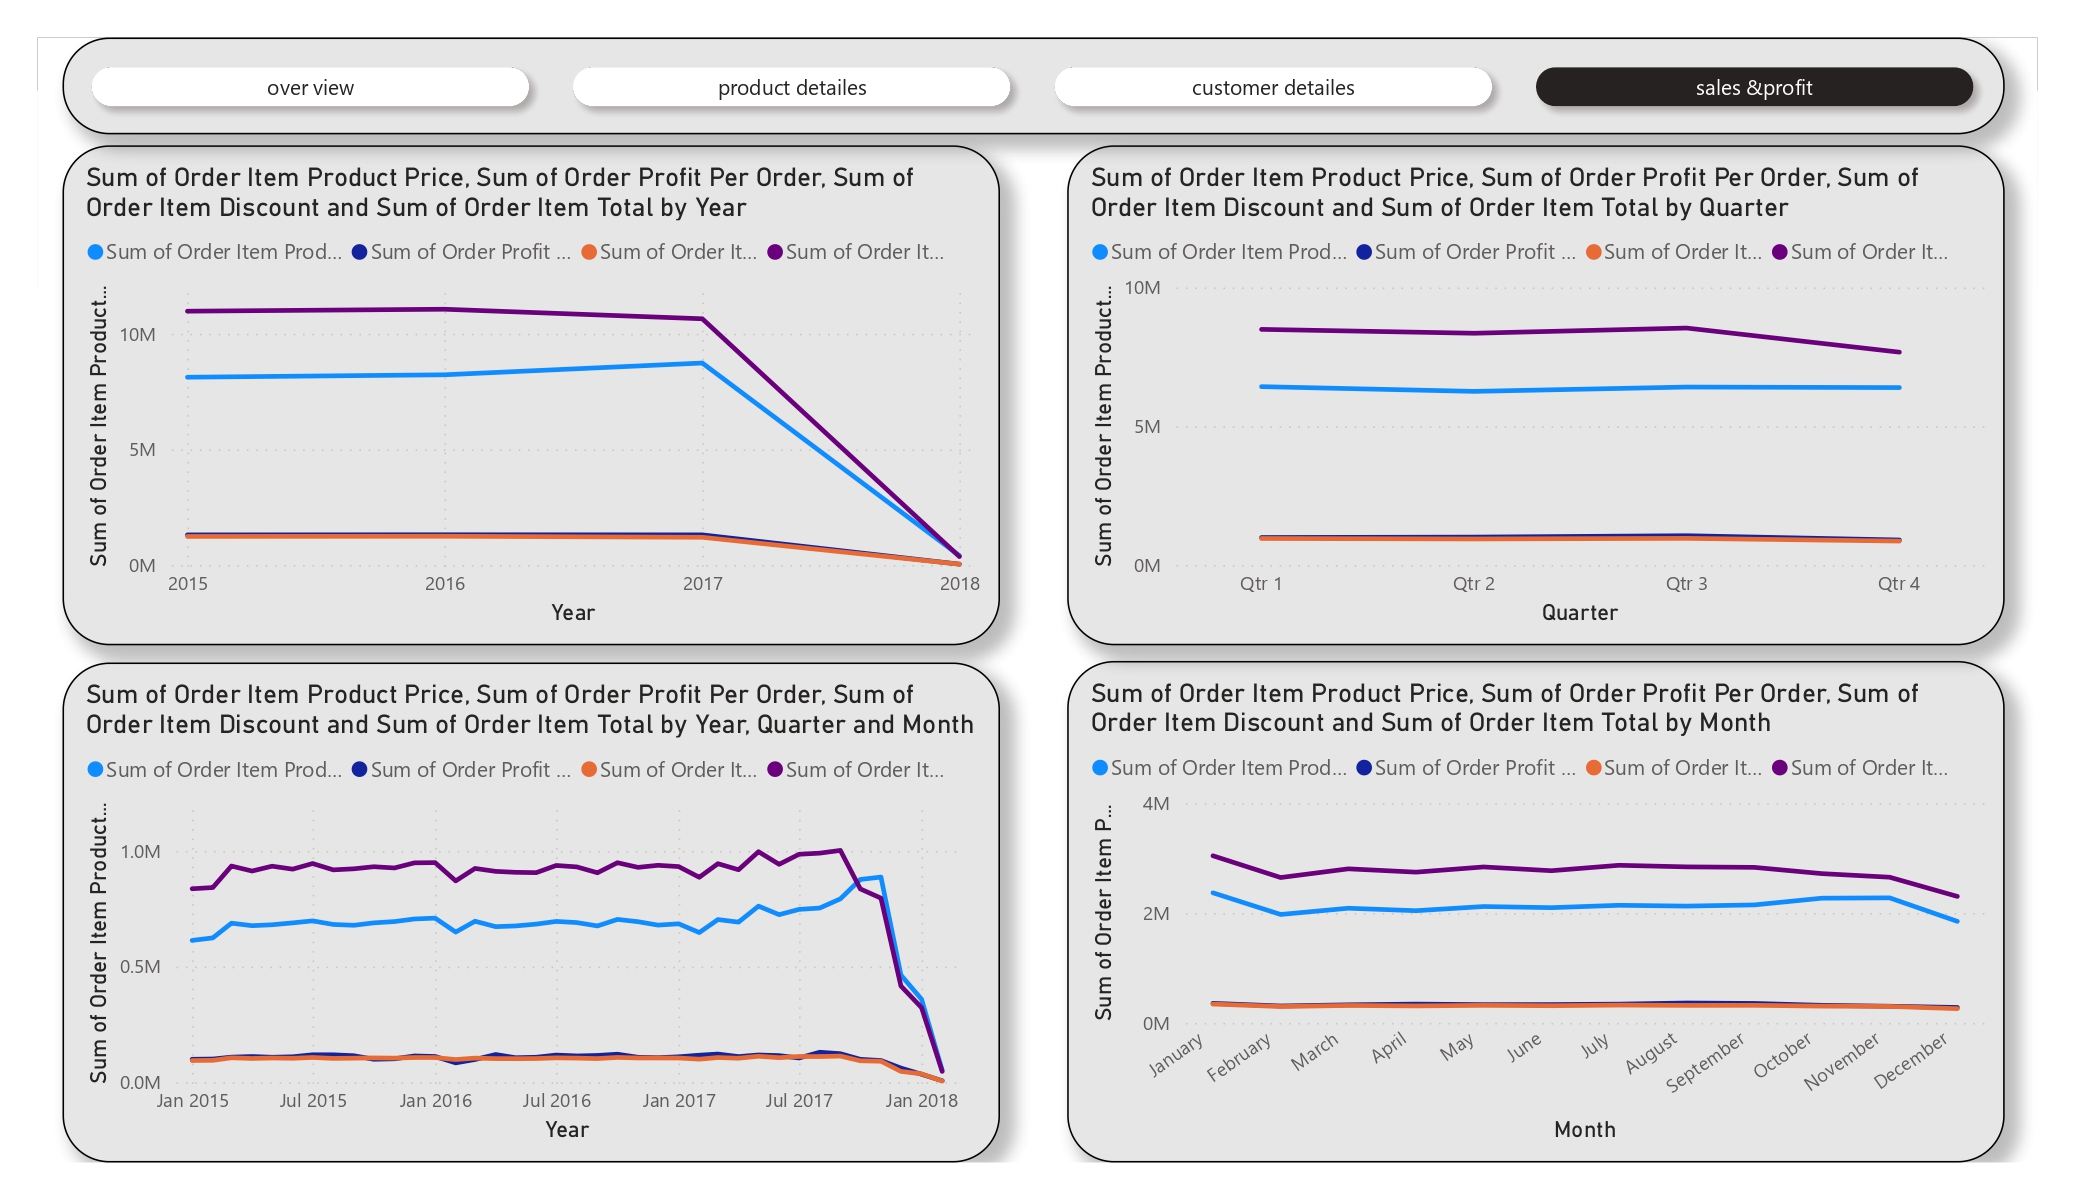 over view
product detailes
customer detailes
sales &profit
Sum of Order Item Product Price, Sum of Order Profit Per Order, Sum of
Order Item Discount and Sum of Order Item Total by Year
Sum of Order Item Prod... Sum of Order Profit ... Sum of Order It... Sum of Order It...
Sum of Order Item Product...
10M
5M
0M
2015 2016 2017 2018
Year
Sum of Order Item Product Price, Sum of Order Profit Per Order, Sum of
Order Item Discount and Sum of Order Item Total by Quarter
Sum of Order Item Prod... Sum of Order Profit ... Sum of Order It... Sum of Order It...
Sum of Order Item Product...
10M
5M
0M
Qtr 1 Qtr 2 Qtr 3 Qtr 4
Quarter
Sum of Order Item Product Price, Sum of Order Profit Per Order, Sum of
Order Item Discount and Sum of Order Item Total by Year, Quarter and Month
Sum of Order Item Prod... Sum of Order Profit ... Sum of Order It... Sum of Order It...
Sum of Order Item Product...
1.0M
0.5M
0.0M
Jan 2015 Jul 2015 Jan 2016 Jul 2016 Jan 2017 Jul 2017 Jan 2018
Year
Sum of Order Item Product Price, Sum of Order Profit Per Order, Sum of
Order Item Discount and Sum of Order Item Total by Month
Sum of Order Item Prod... Sum of Order Profit ... Sum of Order It... Sum of Order It...
Sum of Order Item P...
4M
2M
0M
January February March April May June July August September October November December
Month